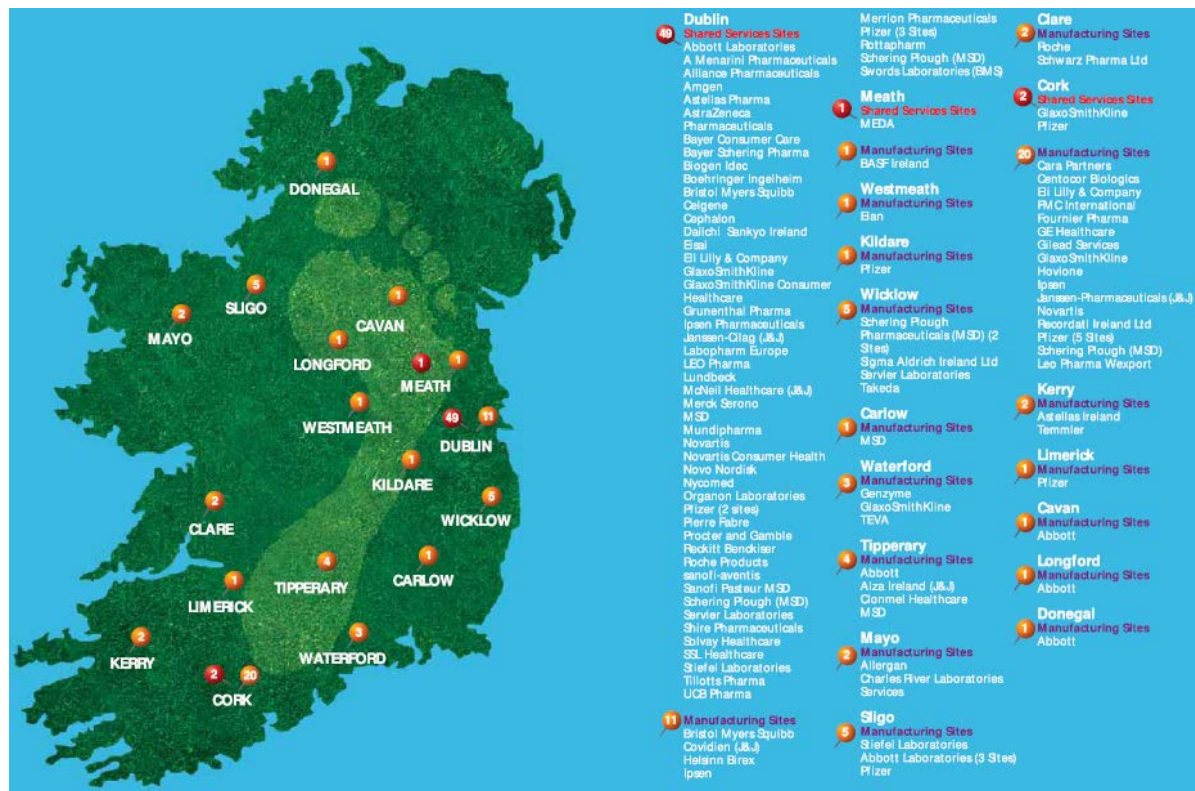 1
DONEGAL
5
SLIGO
2
MAYO
1
CAVAN
1
LONGFORD
1
1
MEATH
1
WESTMEATH
49
11
DUBLIN
1
KILDARE
2
CLARE
5
WICKLOW
4
TIPPERARY
1
CARLOW
1
LIMERICK
2
KERRY
3
WATERFORD
2
20
CORK
Dublin
49 Shared Services Sites
Abbott Laboratories
A Menarini Pharmaceuticals
Alliance Pharmaceuticals
Amgen
Astellas Pharma
AstraZeneca
Pharmaceuticals
Bayer Consumer Care
Bayer Schering Pharma
Biogen Idec
Boehringer Ingelheim
Bristol Myers Squibb
Celgene
Cephalon
Daiichi Sankyo Ireland
Eisai
Eli Lilly & Company
GlaxoSmithKline
GlaxoSmithKline Consumer
Healthcare
Grunenthal Pharma
Ipsen Pharmaceuticals
Janssen-Cilag (J&J)
Labopharm Europe
LEO Pharma
Lundbeck
McNeil Healthcare (J&J)
Merck Serono
MSD
Mundipharma
Novartis
Novartis Consumer Health
Novo Nordisk
Nycomed
Organon Laboratories
Pfizer (2 sites)
Pierre Fabre
Procter and Gamble
Reckitt Benckiser
Roche Products
sanofi-aventis
Sanofi Pasteur MSD
Schering Plough (MSD)
Servier Laboratories
Shire Pharmaceuticals
Solvay Healthcare
SSL Healthcare
Stiefel Laboratories
Tillotts Pharma
UCB Pharma
11 Manufacturing Sites
Bristol Myers Squibb
Covidien (J&J)
Helsinn Birex
Ipsen
Merrion Pharmaceuticals
Pfizer (3 Sites)
Rottapharm
Schering Plough (MSD)
Swords Laboratories (BMS)
Meath
1 Shared Services Sites
MEDA
1 Manufacturing Sites
BASF Ireland
Westmeath
1 Manufacturing Sites
Elan
Kildare
1 Manufacturing Sites
Pfizer
Wicklow
5 Manufacturing Sites
Schering Plough
Pharmaceuticals (MSD) (2
Sites)
Sigma Aldrich Ireland Ltd
Servier Laboratories
Takeda
Carlow
1 Manufacturing Sites
MSD
Waterford
3 Manufacturing Sites
Genzyme
GlaxoSmithKline
TEVA
Tipperary
4 Manufacturing Sites
Abbott
Alza Ireland (J&J)
Clonmel Healthcare
MSD
Mayo
2 Manufacturing Sites
Allergan
Charles River Laboratories
Services
Sligo
5 Manufacturing Sites
Stiefel Laboratories
Abbott Laboratories (3 Sites)
Pfizer
Clare
2 Manufacturing Sites
Roche
Schwarz Pharma Ltd
Cork
2 Shared Services Sites
GlaxoSmithKline
Pfizer
20 Manufacturing Sites
Cara Partners
Centocor Biologics
Eli Lilly & Company
FMC International
Fournier Pharma
GE Healthcare
Gilead Services
GlaxoSmithKline
Hovione
Ipsen
Janssen-Pharmaceuticals (J&J)
Novartis
Recordati Ireland Ltd
Pfizer (5 Sites)
Schering Plough (MSD)
Leo Pharma Wexport
Kerry
2 Manufacturing Sites
Astellas Ireland
Temmler
Limerick
1 Manufacturing Sites
Pfizer
Cavan
1 Manufacturing Sites
Abbott
Longford
1 Manufacturing Sites
Abbott
Donegal
1 Manufacturing Sites
Abbott